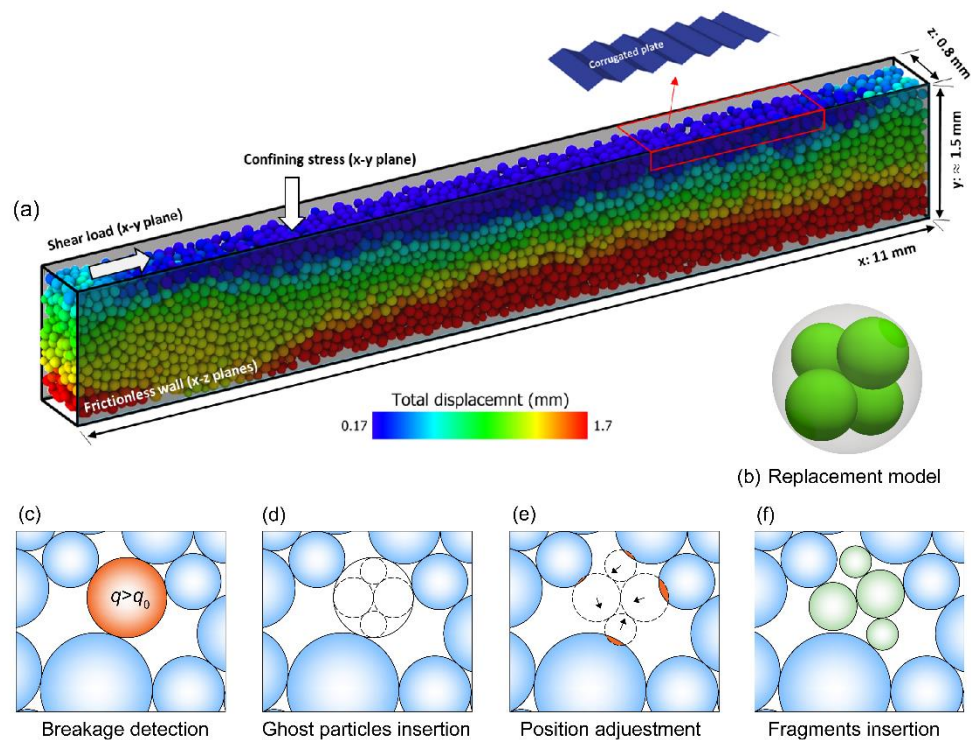 Corrugated plate
z: 0.8 mm
Confining stress (x-y plane)
y: ≈ 1.5 mm
(a)
Shear load (x-y plane)
x: 11 mm
Frictionless wall (x-z planes)
Total displacemnt (mm)
0.17
1.7
(b) Replacement model
(c)
(d)
(e)
(f)
q>q0
Breakage detection
Ghost particles insertion
Position adjustment
Fragments insertion